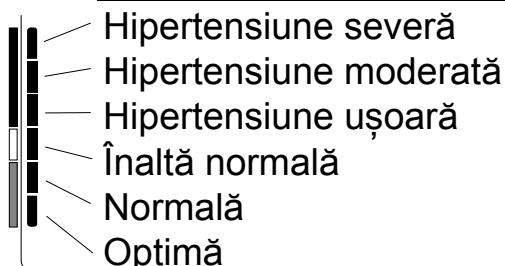 Hipertensiune severă
Hipertensiune moderată
Hipertensiune ușoară
Înaltă normală
Normală
Optimă